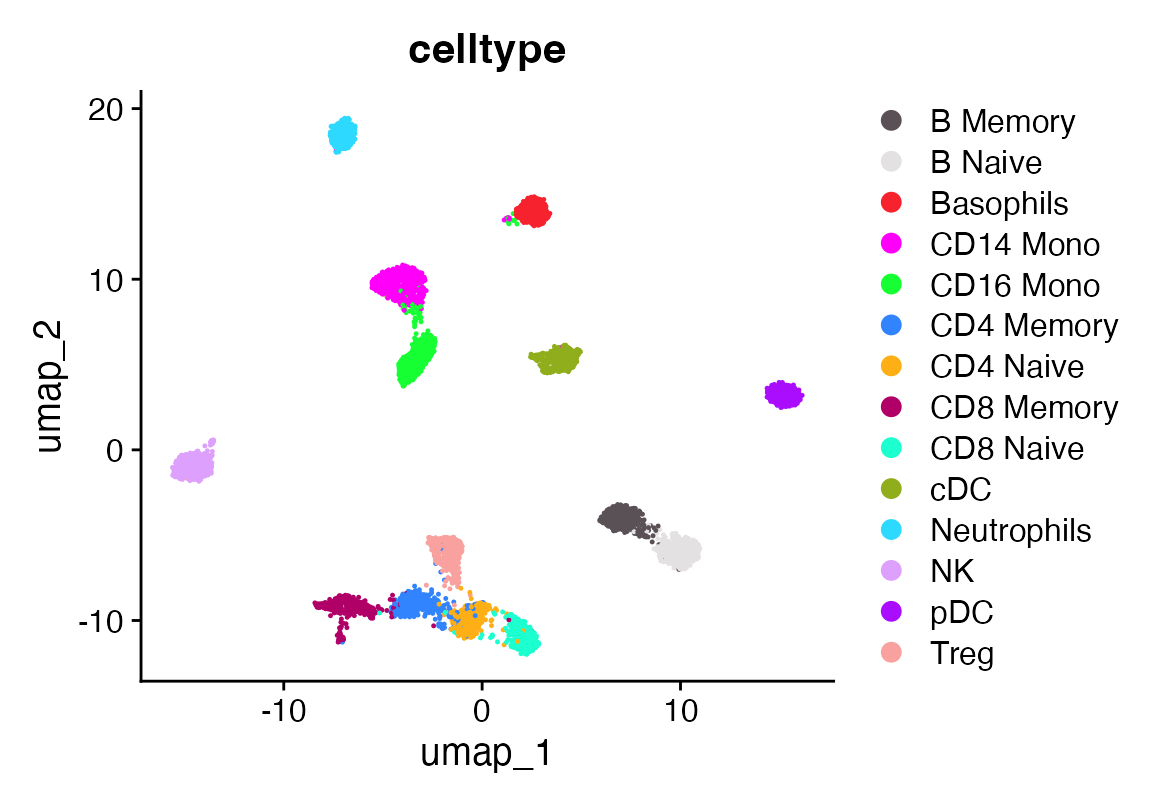 celltype
umap_2
20
10
0
-10
-10
0
10
umap_1
B Memory
B Naive
Basophils
CD14 Mono
CD16 Mono
CD4 Memory
CD4 Naive
CD8 Memory
CD8 Naive
cDC
Neutrophils
NK
pDC
Treg